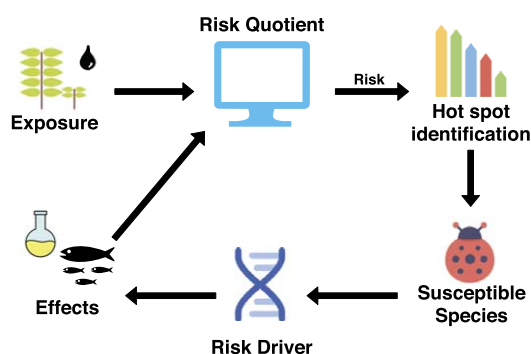 Risk Quotient
Exposure
Risk
Hot spot
identification
Effects
Susceptible
Species
Risk Driver